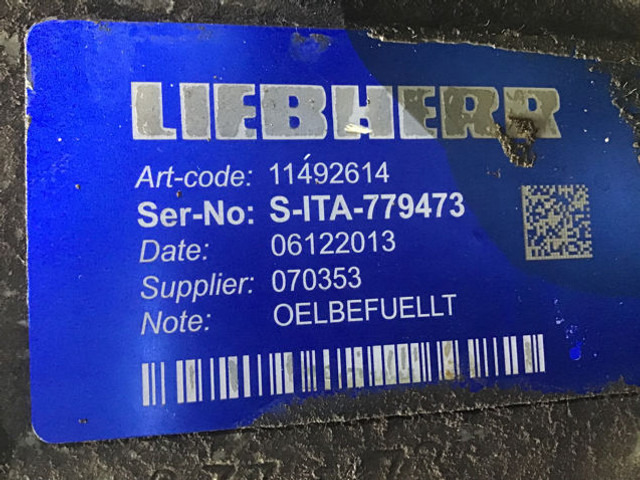 LIEBHERR
Art-code: 11492614
Ser-No: S-ITA-779473
Date: 06122013
Supplier: 070353
Note: OELBEFUELLT